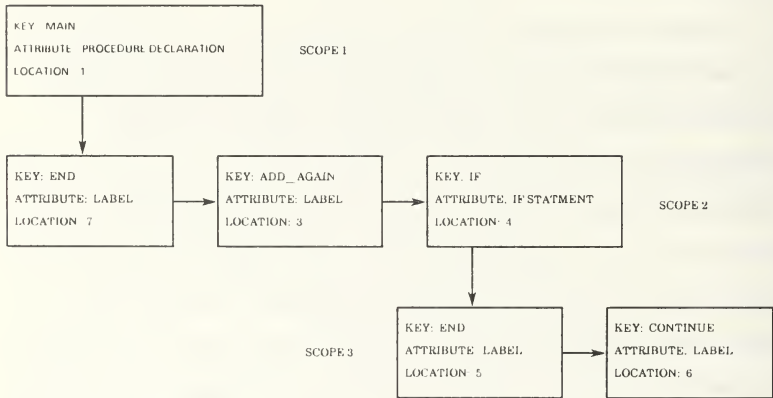 KEY MAIN
ATTRIBUTE PROCEDURE DECLARATION
LOCATION 1
SCOPE 1
KEY: END
ATTRIBUTE: LABEL
LOCATION 7
KEY: ADD_AGAIN
ATTRIBUTE: LABEL
LOCATION: 3
KEY. IF
ATTRIBUTE. IF STATMENT
LOCATION: 4
SCOPE 2
SCOPE 3
KEY: END
ATTRIBUTE LABEL
LOCATION 5
KEY: CONTINUE
ATTRIBUTE. LABEL
LOCATION: 6